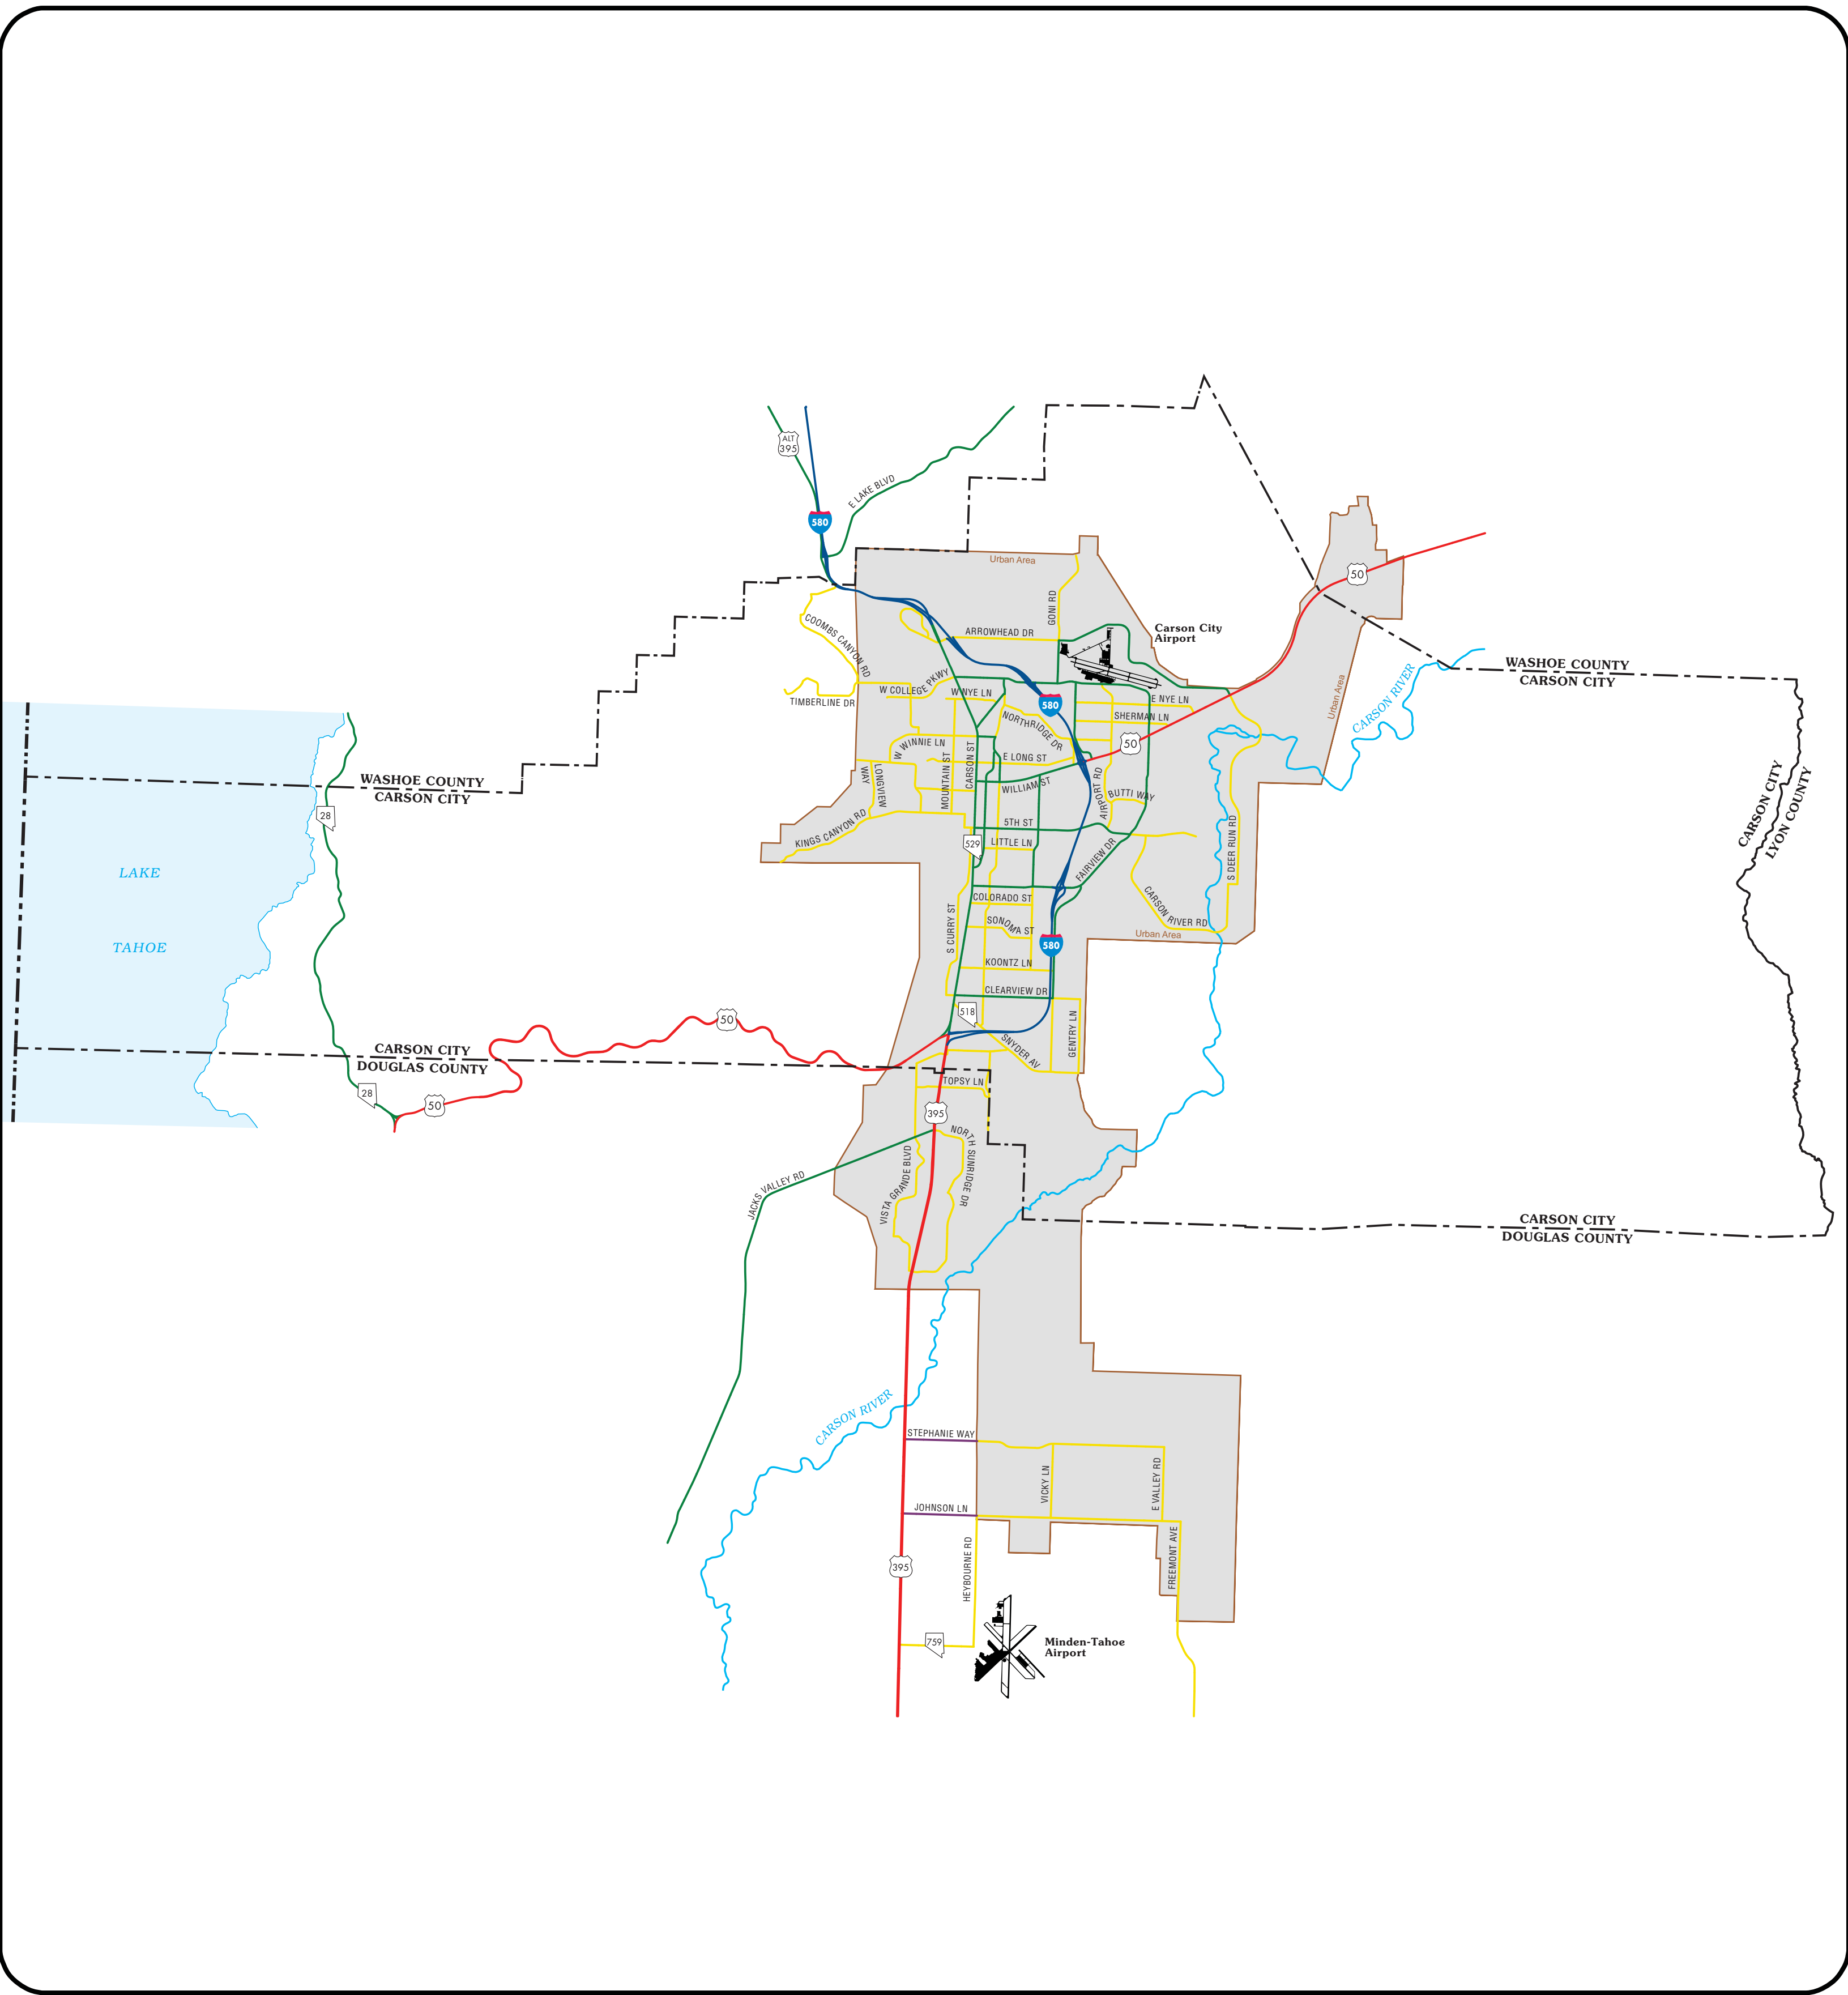 ALT
395
E LAKE BLVD
580
Urban Area
50
GONI RD
COOMBS CANYON RD
ARROWHEAD DR
Carson City
Airport
WASHOE COUNTY
CARSON CITY
CARSON RIVER
Urban Area
TIMBERLINE DR
W COLLEGE PKWY
W NYE LN
580
E NYE LN
SHERMAN LN
NORTHRIDGE DR
50
W WINNIE LN
E LONG ST
CARSON ST
MOUNTAIN ST
LONGVIEW
WAY
WILLIAM ST
AIRPORT RD
BUTTI WAY
WASHOE COUNTY
CARSON CITY
CARSON CITY
LYON COUNTY
28
KINGS CANYON RD
5TH ST
529
LITTLE LN
FAIRVIEW DR
S DEER RUN RD
LAKE
TAHOE
COLORADO ST
CARSON RIVER RD
S CURRY ST
SONOMA ST
Urban Area
580
KOONTZ LN
CLEARVIEW DR
518
50
GENTRY LN
SNYDER AV
CARSON CITY
DOUGLAS COUNTY
TOPSY LN
28
50
395
NORTH SUNRIDGE DR
VISTA GRANDE BLVD
JACKS VALLEY RD
CARSON CITY
DOUGLAS COUNTY
CARSON RIVER
STEPHANIE WAY
VICKY LN
E VALLEY RD
JOHNSON LN
HEYBOURNE RD
FREEMONT AVE
395
759
Minden-Tahoe
Airport